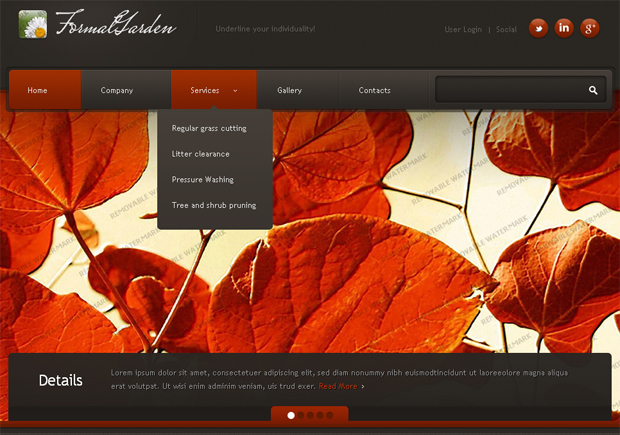 FormalGarden
Underline your individuality!
User Login | Social
Home
Company
Services
Gallery
Contacts
Regular grass cutting
Litter clearance
Pressure Washing
Tree and shrub pruning
REMOVABLE WATERMARK
REMOVABLE WATERMARK
REMOVABLE WATERMARK
REMOVABLE WATERMARK
REMOVABLE WATERMARK
Details
Lorem ipsum dolor sit amet, consectetuer adipiscing elit, sed diam nonummy nibh euismodtincidunt ut laoreeolore magna aliqua
erat volutpat. Ut wisi enim adminim veniam, uis trud exer. Read More